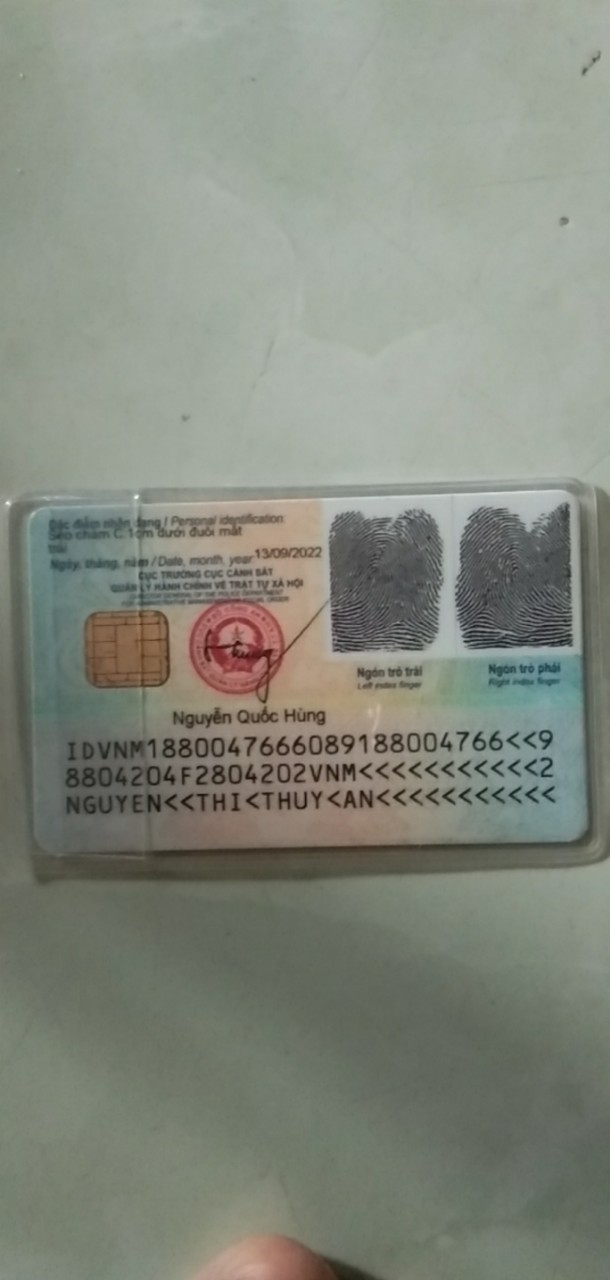 Đặc điểm nhân dạng / Personal identification:
Sẹo chấm C. 1cm dưới đuôi mắt
trái
Ngày, tháng, năm / Date, month, year: 13/09/2022
CỤC TRƯỞNG CỤC CẢNH SÁT
QUẢN LÝ HÀNH CHÍNH VỀ TRẬT TỰ XÃ HỘI
Ngón trỏ trái
Left index finger
Ngón trỏ phải
Right index finger
Nguyễn Quốc Hùng
IDVNM1880047666089188004766<<9
8804204F2804202VNM<<<<<<<<<<<2
NGUYEN<<THI<THUY<AN<<<<<<<<<<<